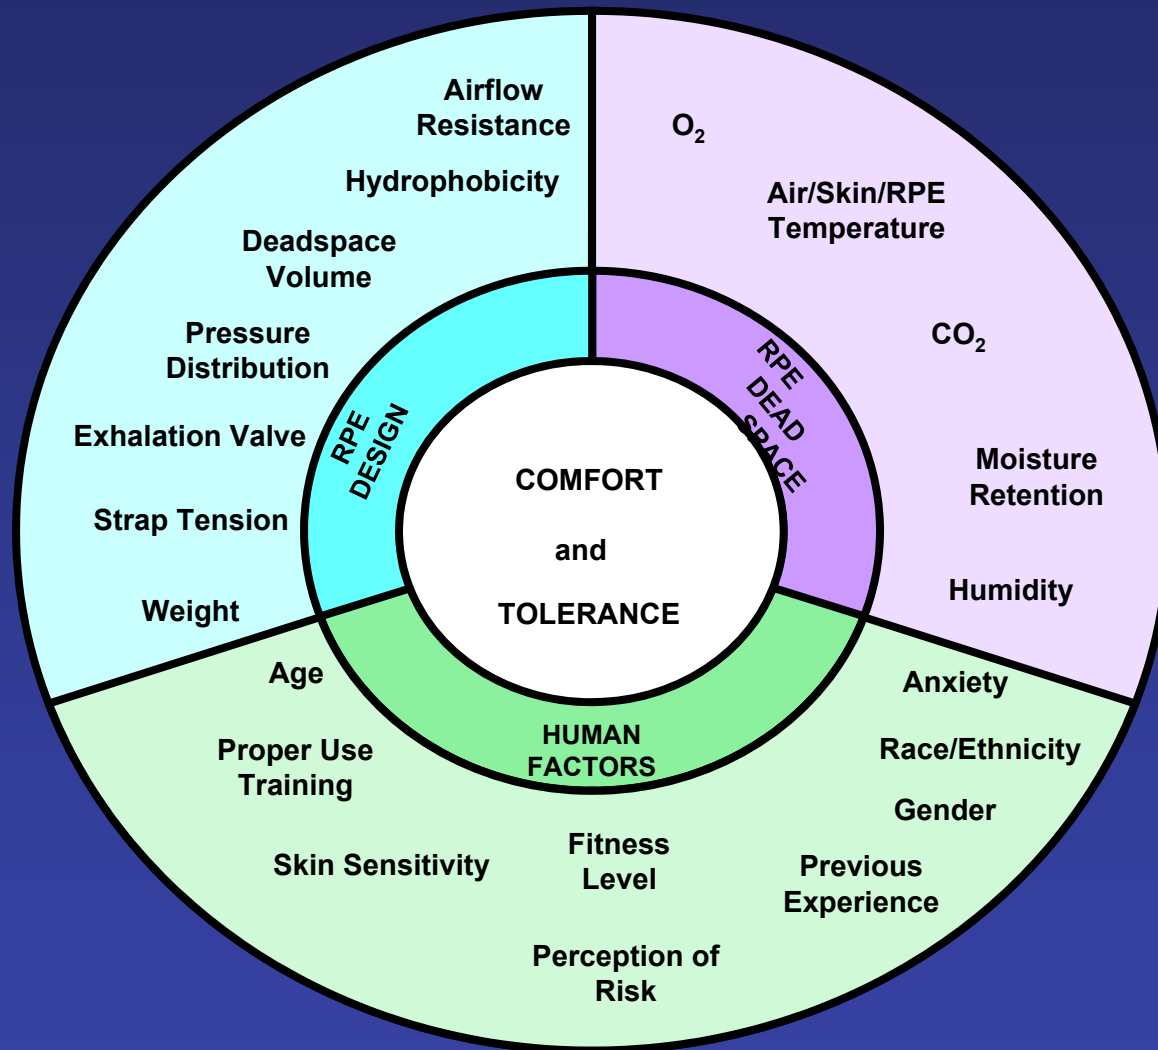 Airflow
Resistance
Hydrophobicity
Deadspace
Volume
Pressure
Distribution
Exhalation Valve
Strap Tension
Weight
RPE
DESIGN
O₂
Air/Skin/RPE
Temperature
CO₂
Moisture
Retention
Humidity
RPE
DEAD
SPACE
COMFORT
and
TOLERANCE
HUMAN
FACTORS
Age
Proper Use
Training
Skin Sensitivity
Fitness
Level
Perception of
Risk
Anxiety
Race/Ethnicity
Gender
Previous
Experience